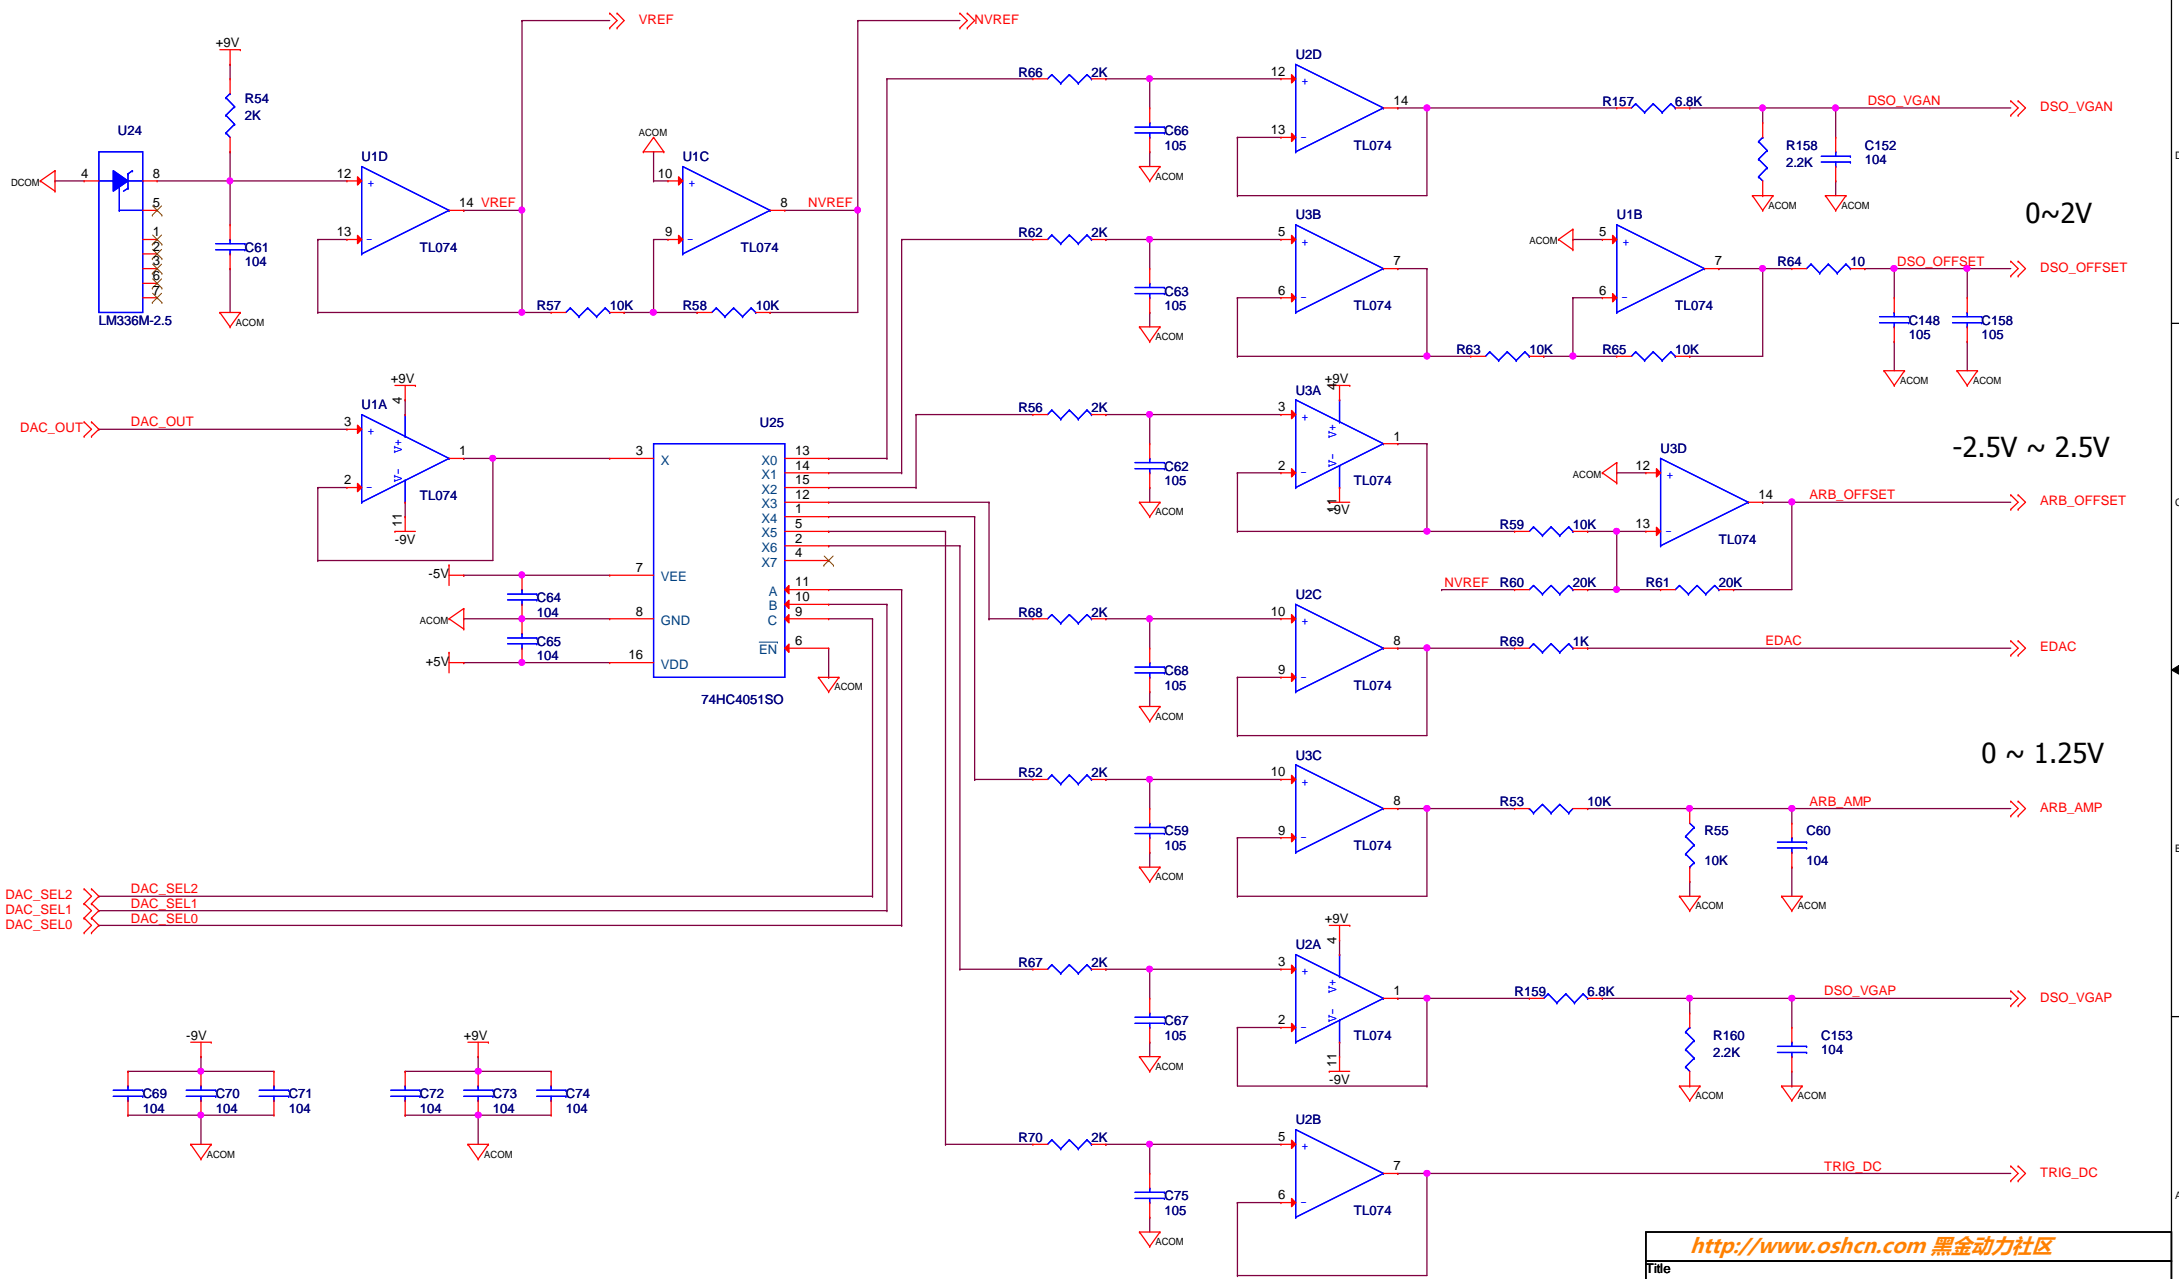 VREF
NVREF
+9V
R54
2K
U24
DCOM
4
8
5
1
2
3
6
7
LM336M-2.5
C61
104
ACOM
U1D
12
+
13
−
14
VREF
TL074
ACOM
U1C
10
+
9
−
8
NVREF
TL074
R57
10K
R58
10K
DAC_OUT
DAC_OUT
U1A
+9V
4
3
+
V+
2
−
V-
1
TL074
11
-9V
U25
3
X
X0
13
X1
14
X2
15
X3
12
X4
1
X5
5
X6
2
X7
4
A
11
B
10
C
9
EN
6
ACOM
-5V
7
VEE
C64
104
ACOM
8
GND
C65
104
+5V
16
VDD
74HC4051SO
DAC_SEL2
DAC_SEL2
DAC_SEL1
DAC_SEL1
DAC_SEL0
DAC_SEL0
-9V
C69
104
C70
104
C71
104
ACOM
+9V
C72
104
C73
104
C74
104
ACOM
R66
2K
C66
105
ACOM
U2D
12
+
13
−
14
TL074
R157
6.8K
DSO_VGAN
DSO_VGAN
R158
2.2K
C152
104
ACOM
ACOM
0~2V
R62
2K
C63
105
ACOM
U3B
5
+
6
−
7
TL074
R63
10K
ACOM
U1B
5
+
6
−
7
TL074
R65
10K
R64
10
DSO_OFFSET
DSO_OFFSET
C148
105
C158
105
ACOM
ACOM
R56
2K
C62
105
ACOM
U3A
+9V
4
3
+
V+
2
−
V-
1
TL074
11
-9V
-2.5V ~ 2.5V
R59
10K
NVREF
R60
20K
R61
20K
ACOM
U3D
12
+
13
−
14
TL074
ARB_OFFSET
ARB_OFFSET
R68
2K
C68
105
ACOM
U2C
10
+
9
−
8
TL074
R69
1K
EDAC
EDAC
0 ~ 1.25V
R52
2K
C59
105
ACOM
U3C
10
+
9
−
8
TL074
R53
10K
ARB_AMP
ARB_AMP
R55
10K
C60
104
ACOM
ACOM
R67
2K
C67
105
ACOM
U2A
+9V
4
3
+
V+
2
−
V-
1
TL074
11
-9V
R159
6.8K
DSO_VGAP
DSO_VGAP
R160
2.2K
C153
104
ACOM
ACOM
R70
2K
C75
105
ACOM
U2B
5
+
6
−
7
TL074
TRIG_DC
TRIG_DC
http://www.oshcn.com 黑金动力社区
Title